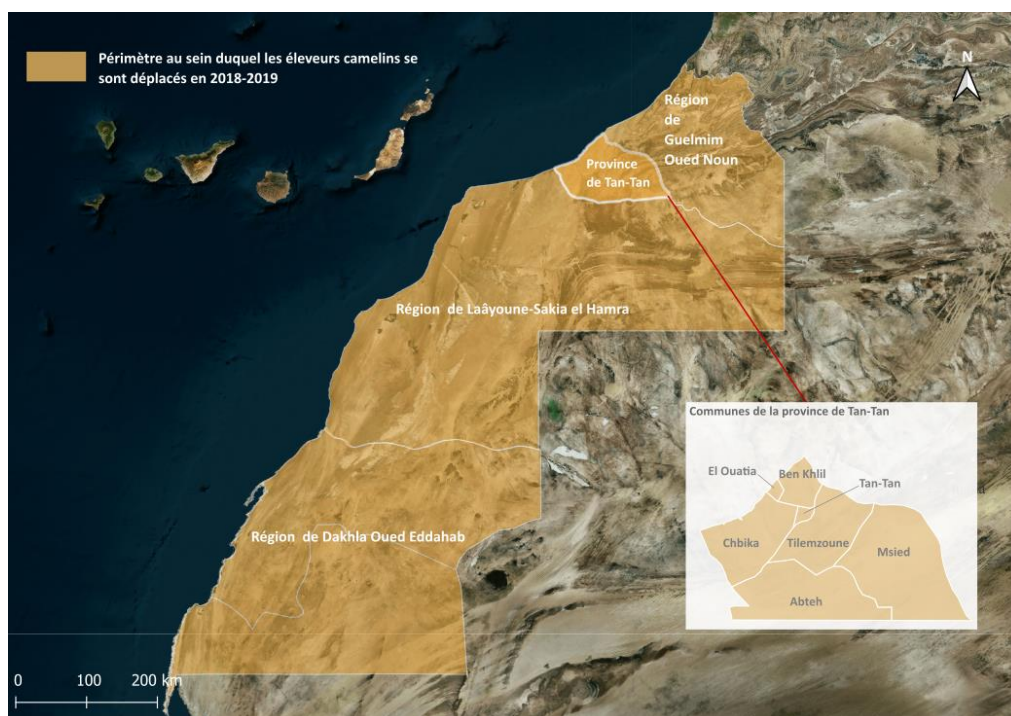 Périmètre au sein duquel les éleveurs camelins se
sont déplacés en 2018-2019
N
Région
de
Guelmim
Oued Noun
Province
de Tan-Tan
Région de Laâyoune-Sakia el Hamra
Région de Dakhla Oued Eddahab
Communes de la province de Tan-Tan
El Ouatia
Ben Khlil
Tan-Tan
Chbika
Tilemzoune
Msied
Abteh
0 100 200 km